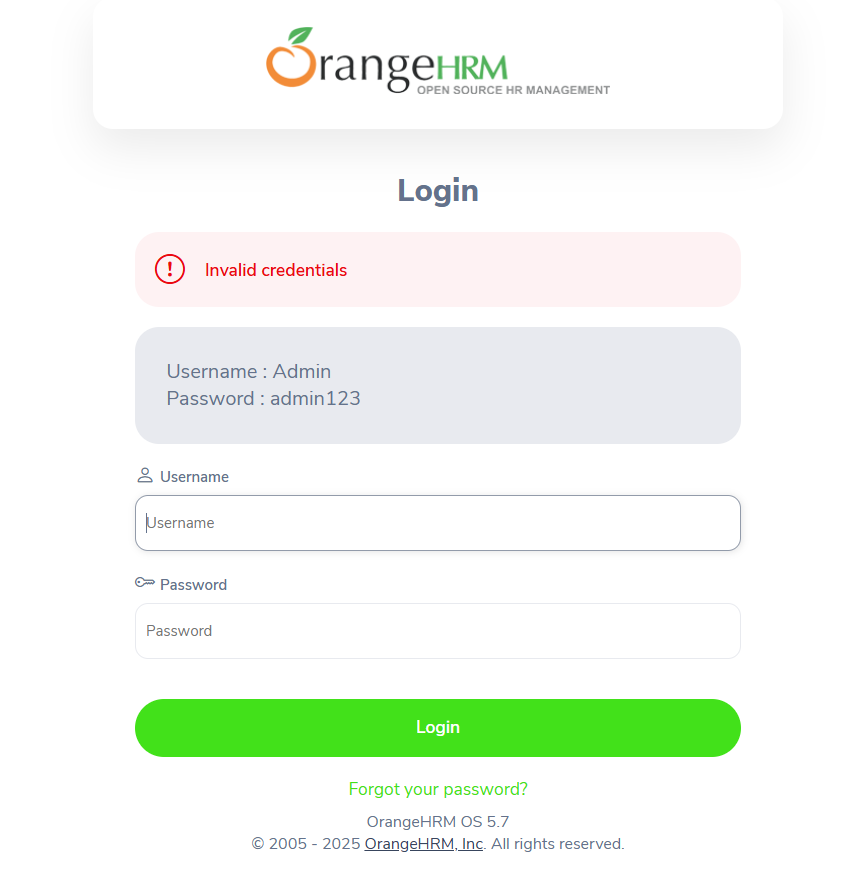 OrangeHRM
OPEN SOURCE HR MANAGEMENT
Login
Invalid credentials
Username : Admin
Password : admin123
Username
Username
Password
Password
Login
Forgot your password?
OrangeHRM OS 5.7
© 2005 - 2025 OrangeHRM, Inc. All rights reserved.